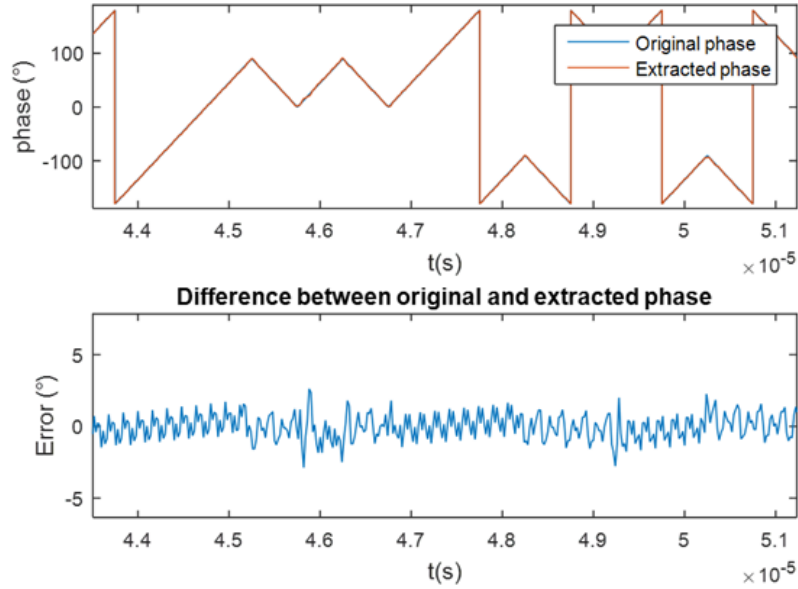 phase (°)
100
0
-100
Original phase
Extracted phase
4.4 4.5 4.6 4.7 4.8 4.9 5 5.1
t(s)
× 10-5
Difference between original and extracted phase
Error (°)
5
0
-5
4.4 4.5 4.6 4.7 4.8 4.9 5 5.1
t(s)
× 10-5